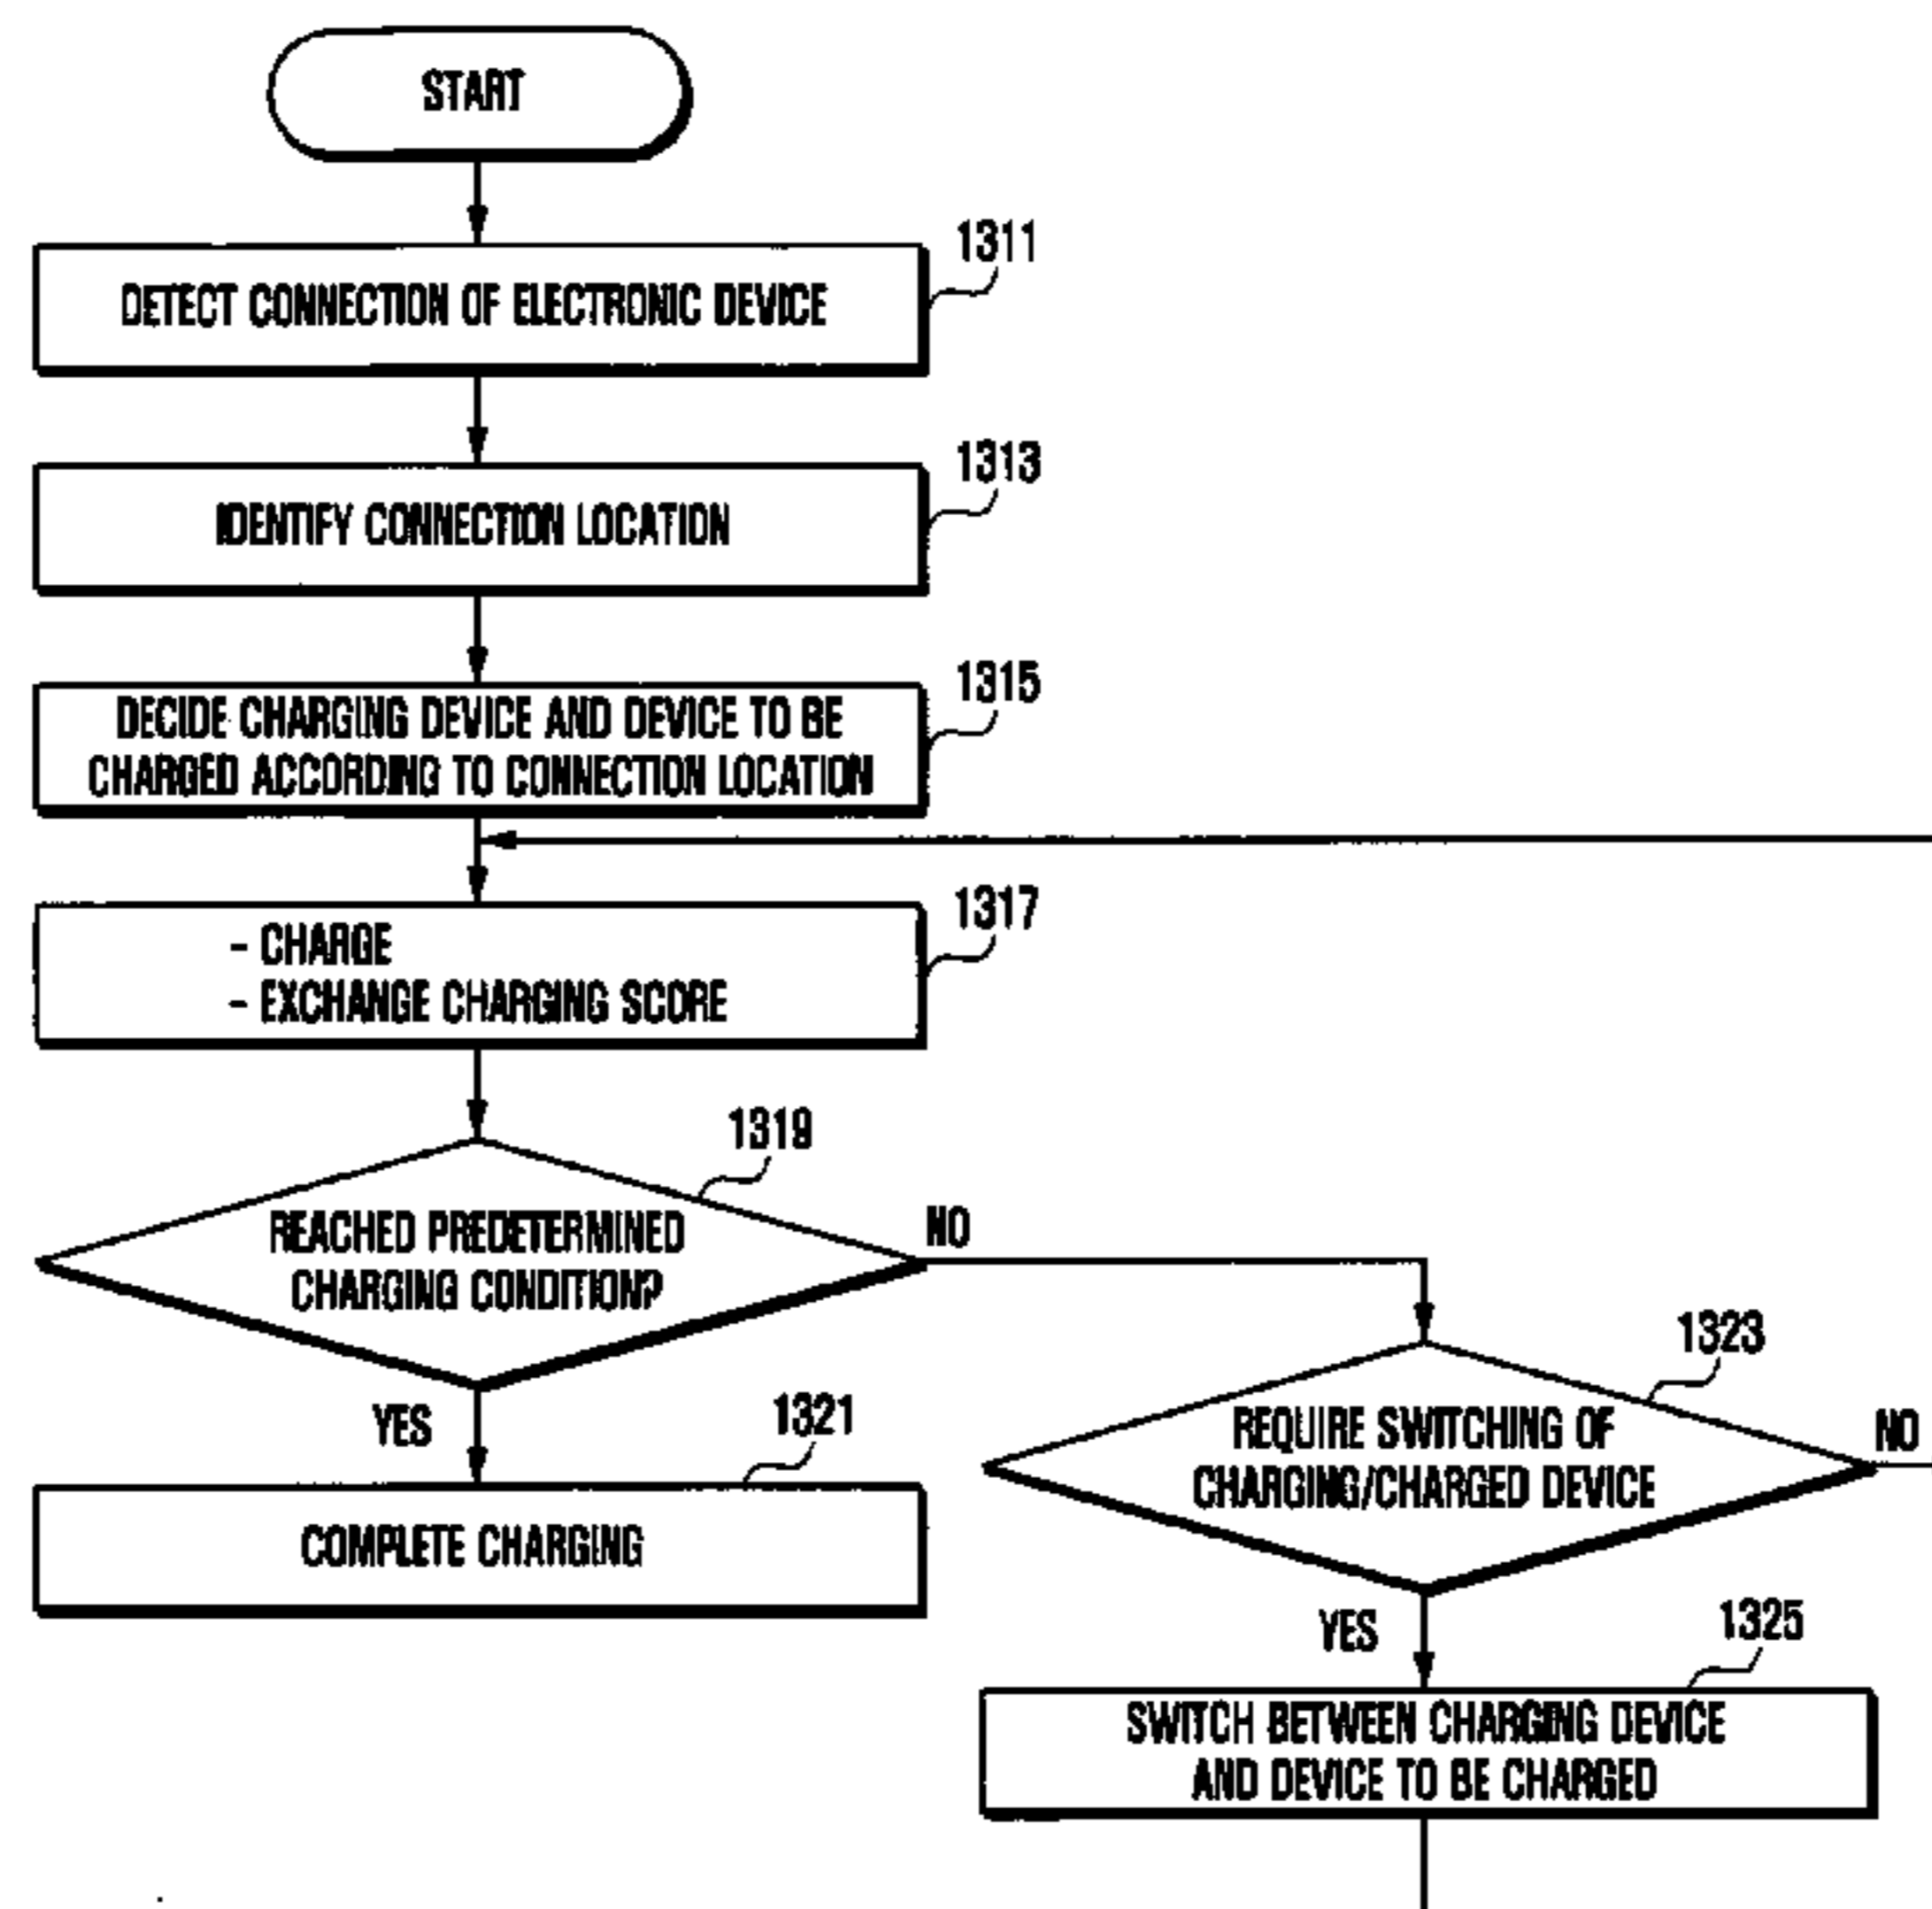 START
1311
DETECT CONNECTION OF ELECTRONIC DEVICE
1313
IDENTIFY CONNECTION LOCATION
1315
DECIDE CHARGING DEVICE AND DEVICE TO BE
CHARGED ACCORDING TO CONNECTION LOCATION
1317
- CHARGE
- EXCHANGE CHARGING SCORE
1319
REACHED PREDETERMINED
CHARGING CONDITION?
NO
YES
1321
COMPLETE CHARGING
1323
REQUIRE SWITCHING OF
CHARGING/CHARGED DEVICE
NO
YES
1325
SWITCH BETWEEN CHARGING DEVICE
AND DEVICE TO BE CHARGED